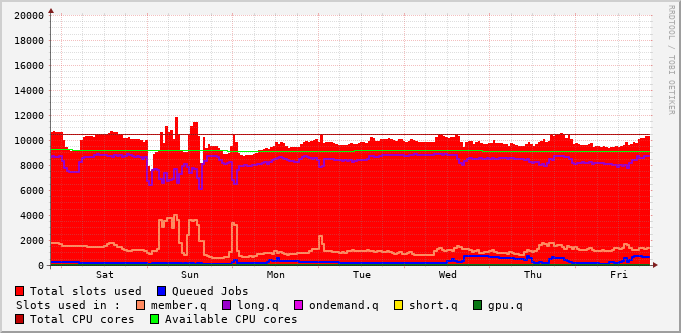 RRDTOOL / TOBI OETIKER
20000
18000
16000
14000
12000
10000
8000
6000
4000
2000
0
Sat Sun Mon Tue Wed Thu Fri
Total slots used Queued Jobs
Slots used in : member.q long.q ondemand.q short.q gpu.q
Total CPU cores Available CPU cores